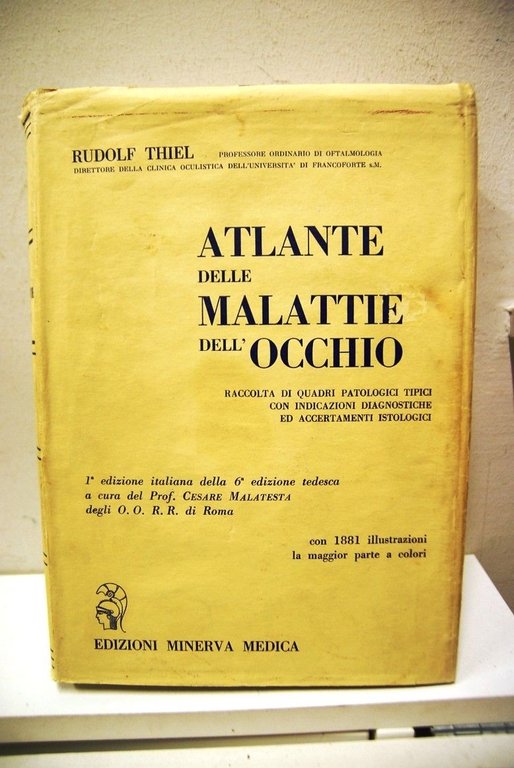 RUDOLF THIEL PROFESSORE ORDINARIO DI OFTALMOLOGIA
DIRETTORE DELLA CLINICA OCULISTICA DELL'UNIVERSITA' DI FRANCOFORTE s.M.
ATLANTE
DELLE
MALATTIE
DELL'OCCHIO
RACCOLTA DI QUADRI PATOLOGICI TIPICI
CON INDICAZIONI DIAGNOSTICHE
ED ACCERTAMENTI ISTOLOGICI
1ª edizione italiana della 6ª edizione tedesca
a cura del Prof. CESARE MALATESTA
degli O. O. R. R. di Roma
con 1881 illustrazioni
la maggior parte a colori
EDIZIONI MINERVA MEDICA